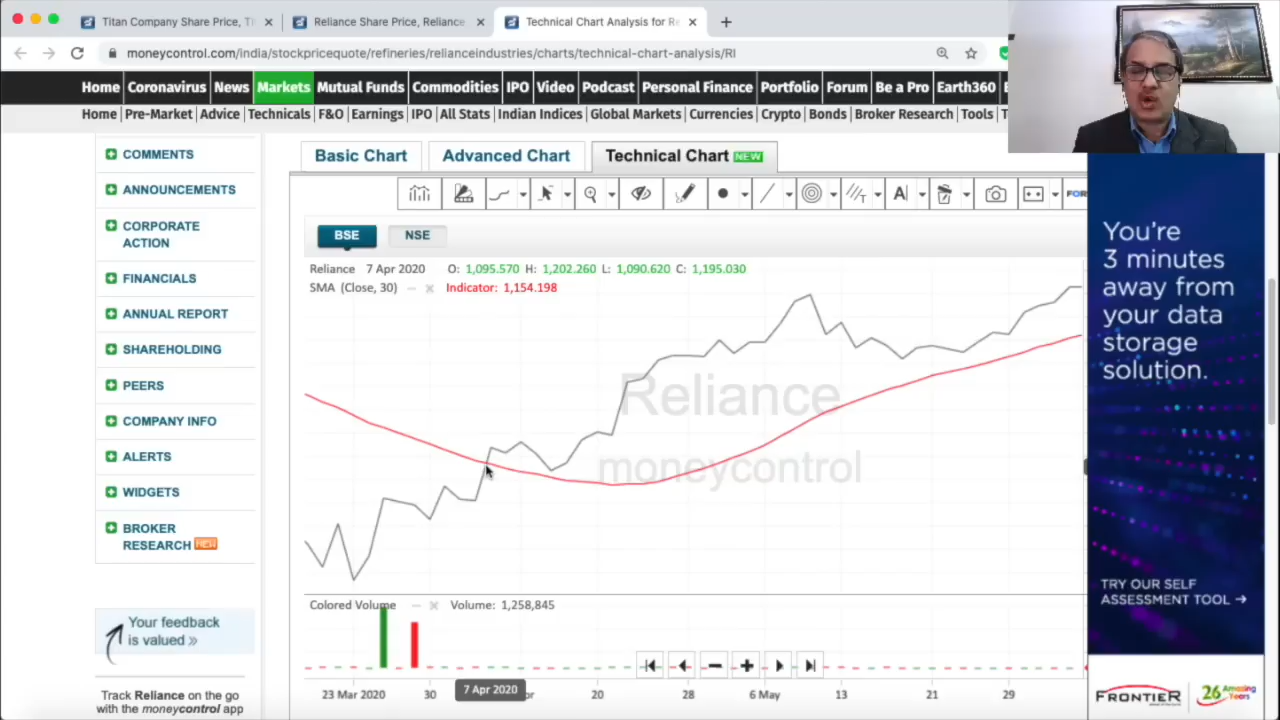 Titan Company Share Price, Ti
Reliance Share Price, Reliance
Technical Chart Analysis for Re
moneycontrol.com/india/stockpricequote/refineries/relianceindustries/charts/technical-chart-analysis/RI
Home Coronavirus News Markets Mutual Funds Commodities IPO Video Podcast Personal Finance Portfolio Forum Be a Pro Earth360
Home Pre-Market Advice Technicals F&O Earnings IPO All Stats Indian Indices Global Markets Currencies Crypto Bonds Broker Research Tools
COMMENTS
ANNOUNCEMENTS
CORPORATE
ACTION
FINANCIALS
ANNUAL REPORT
SHAREHOLDING
PEERS
COMPANY INFO
ALERTS
WIDGETS
BROKER
RESEARCH NEW
Your feedback
is valued »
Track Reliance on the go
with the moneycontrol app
Basic Chart Advanced Chart Technical Chart NEW
BSE NSE
Reliance 7 Apr 2020 O: 1,095.570 H: 1,202.260 L: 1,090.620 C: 1,195.030
SMA (Close, 30) Indicator: 1,154.198
Reliance
moneycontrol
Colored Volume Volume: 1,258,845
23 Mar 2020 30 7 Apr 2020 20 28 6 May 13 21 29
You're
3 minutes
away from
your data
storage
solution.
TRY OUR SELF
ASSESSMENT TOOL →
FRONTIER
26 Amazing
Years